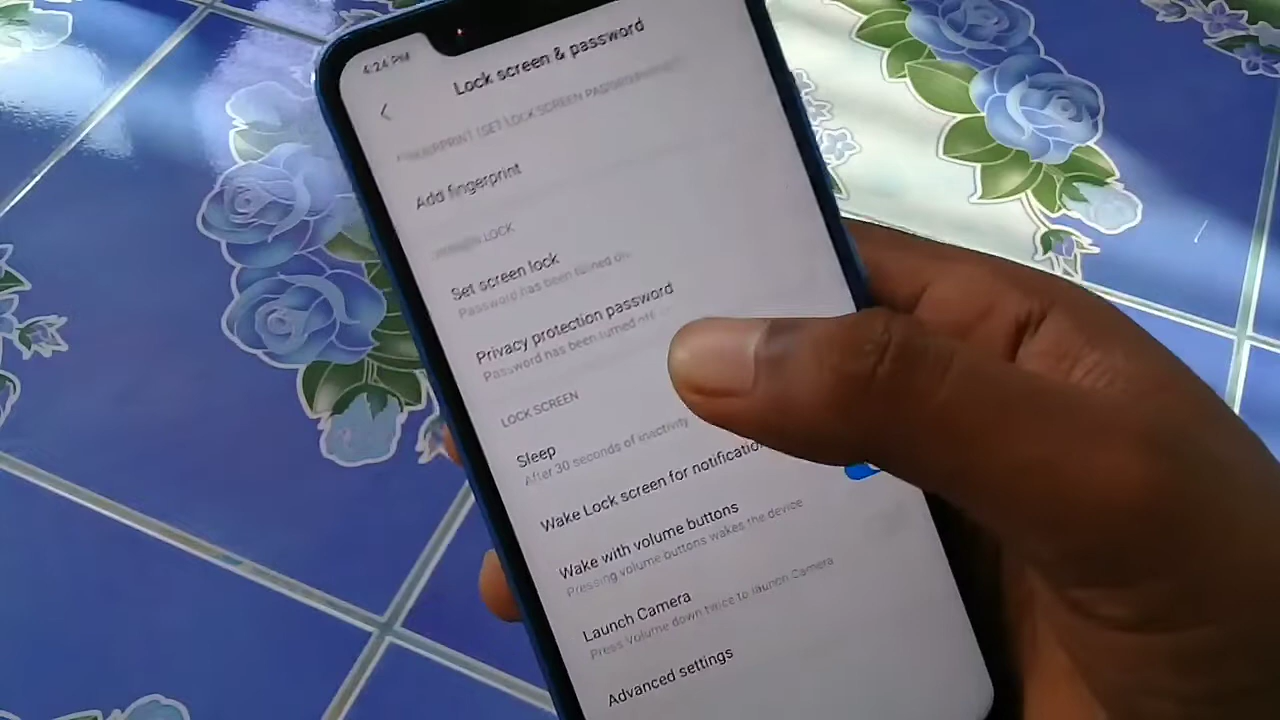 4:24 PM
Lock screen & password
FINGERPRINT (SET LOCK SCREEN PASSWORD FIRST)
Add fingerprint
LOCK
Set screen lock
Password has been turned on
Privacy protection password
Password has been turned off
LOCK SCREEN
Sleep
After 30 seconds of inactivity
Wake Lock screen for notification
Wake with volume buttons
Pressing volume buttons wakes the device
Launch Camera
Press Volume down twice to launch Camera
Advanced settings